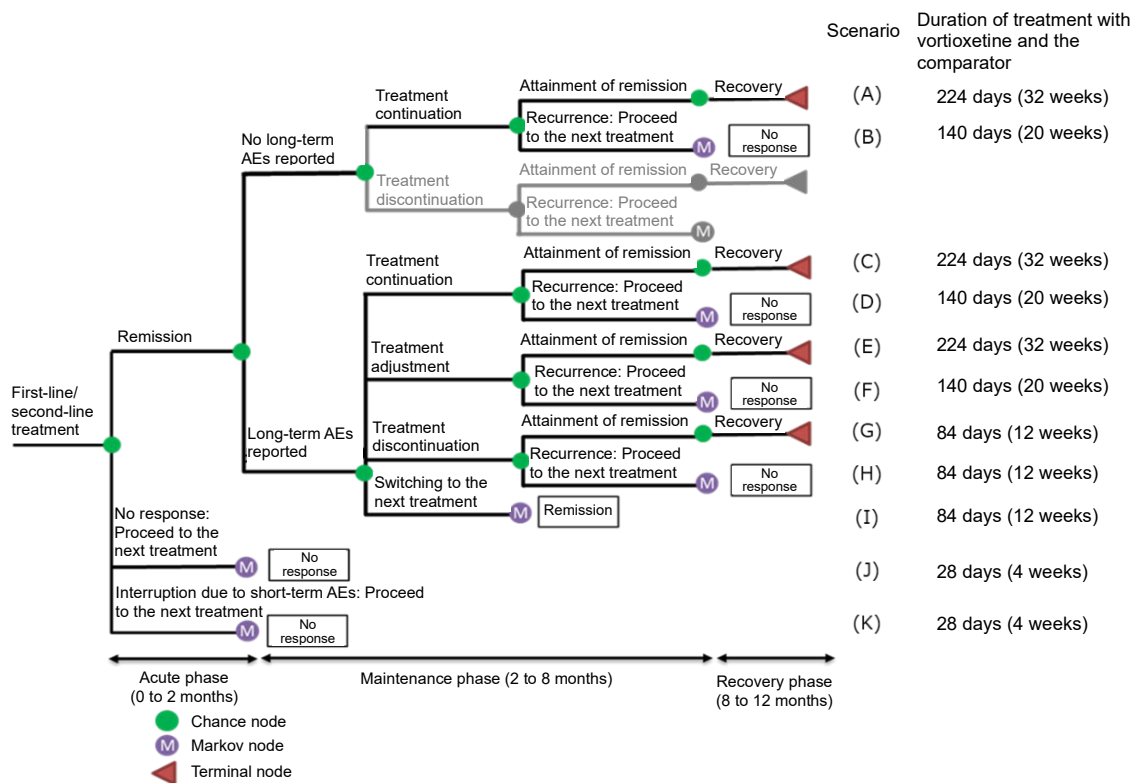 Scenario
Duration of treatment with
vortioxetine and the
comparator
Treatment
continuation
Attainment of remission
Recovery
(A)
224 days (32 weeks)
Recurrence: Proceed
to the next treatment
M
No
response
(B)
140 days (20 weeks)
No long-term
AEs reported
Treatment
discontinuation
Attainment of remission
Recovery
Recurrence: Proceed
to the next treatment
M
Treatment
continuation
Attainment of remission
Recovery
(C)
224 days (32 weeks)
Recurrence: Proceed
to the next treatment
M
No
response
(D)
140 days (20 weeks)
Remission
Treatment
adjustment
Attainment of remission
Recovery
(E)
224 days (32 weeks)
Recurrence: Proceed
to the next treatment
M
No
response
(F)
140 days (20 weeks)
First-line/
second-line
treatment
Long-term AEs
reported
Treatment
discontinuation
Attainment of remission
Recovery
(G)
84 days (12 weeks)
Recurrence: Proceed
to the next treatment
M
No
response
(H)
84 days (12 weeks)
Switching to the
next treatment
M
Remission
(I)
84 days (12 weeks)
No response:
Proceed to the
next treatment
M
No
response
(J)
28 days (4 weeks)
Interruption due to short-term AEs: Proceed
to the next treatment
M
No
response
(K)
28 days (4 weeks)
Acute phase
(0 to 2 months)
Maintenance phase (2 to 8 months)
Recovery phase
(8 to 12 months)
Chance node
M
Markov node
Terminal node